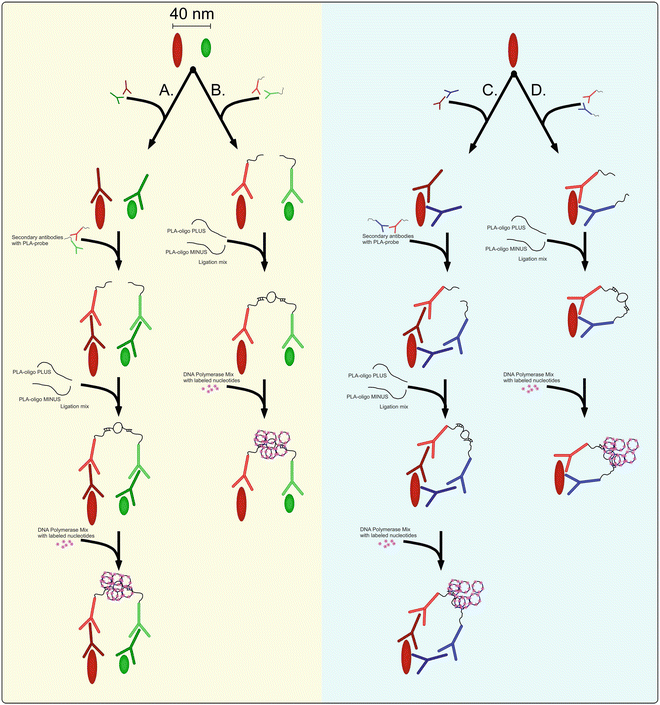 40 nm
A.
B.
C.
D.
Secondary antibodies
with PLA-probe
PLA-oligo PLUS
PLA-oligo MINUS
Ligation mix
Secondary antibodies
with PLA-probe
PLA-oligo PLUS
PLA-oligo MINUS
Ligation mix
PLA-oligo PLUS
PLA-oligo MINUS
Ligation mix
DNA Polymerase Mix
with labeled nucleotides
PLA-oligo PLUS
PLA-oligo MINUS
Ligation mix
DNA Polymerase Mix
with labeled nucleotides
DNA Polymerase Mix
with labeled nucleotides
DNA Polymerase Mix
with labeled nucleotides